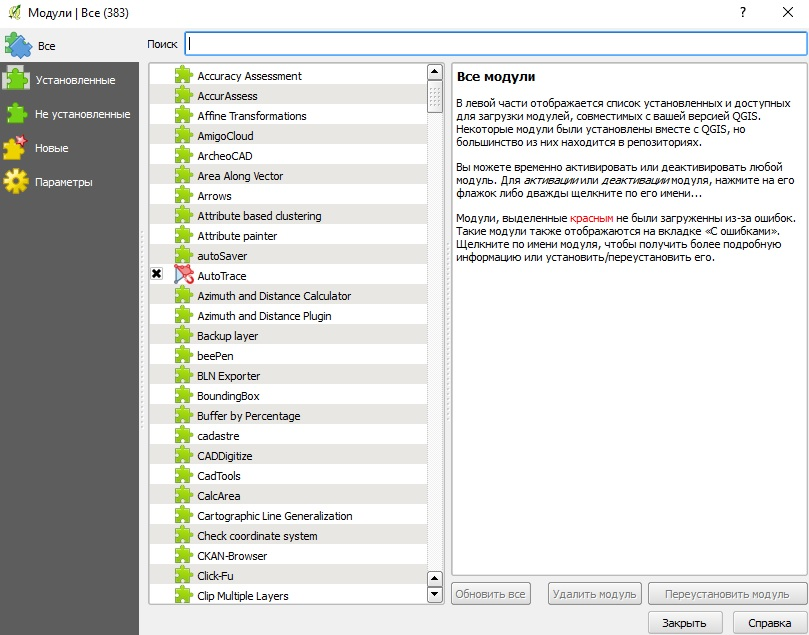 Модули | Все (383)
?
Все
Установленные
Не установленные
Новые
Параметры
Поиск
Accuracy Assessment
AccurAssess
Affine Transformations
AmigoCloud
ArcheoCAD
Area Along Vector
Arrows
Attribute based clustering
Attribute painter
autoSaver
AutoTrace
Azimuth and Distance Calculator
Azimuth and Distance Plugin
Backup layer
beePen
BLN Exporter
BoundingBox
Buffer by Percentage
cadastre
CADDigitize
CadTools
CalcArea
Cartographic Line Generalization
Check coordinate system
CKAN-Browser
Click-Fu
Clip Multiple Layers
Все модули
В левой части отображается список установленных и доступных
для загрузки модулей, совместимых с вашей версией QGIS.
Некоторые модули были установлены вместе с QGIS, но
большинство из них находится в репозиториях.
Вы можете временно активировать или деактивировать любой
модуль. Для активации или деактивации модуля, нажмите на его
флажок либо дважды щелкните по его имени...
Модули, выделенные красным не были загруженны из-за ошибок.
Такие модули также отображаются на вкладке «С ошибками».
Щелкните по имени модуля, чтобы получить более подробную
информацию или установить/переустановить его.
Обновить все
Удалить модуль
Переустановить модуль
Закрыть
Справка